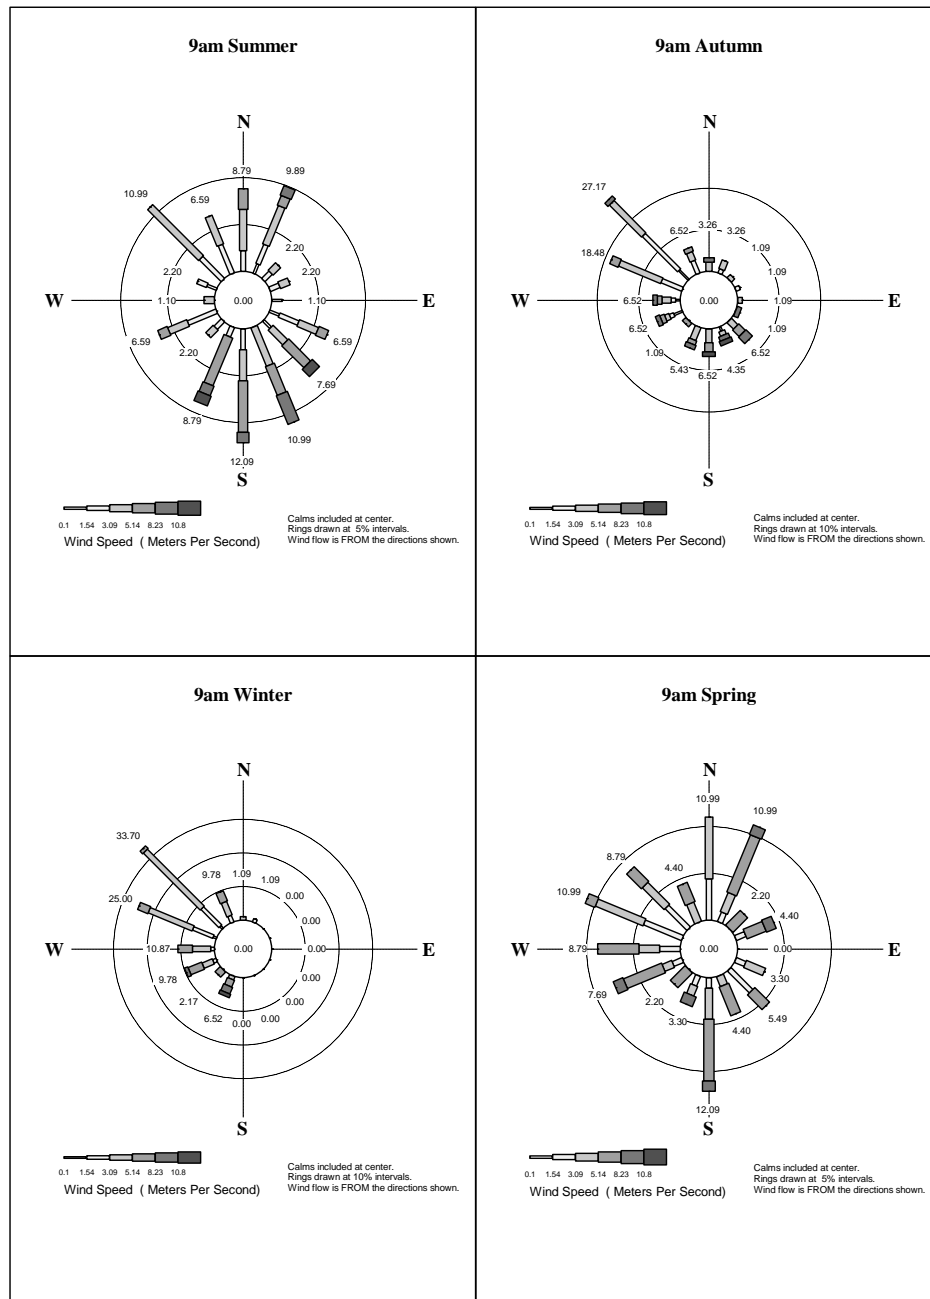 9am Summer
N
8.79
9.89
10.99
6.59
2.20
2.20
2.20
W
1.10
0.00
1.10
E
6.59
6.59
2.20
7.69
8.79
10.99
12.09
S
0.1 1.54 3.09 5.14 8.23 10.8
Wind Speed ( Meters Per Second)
Calms included at center.
Rings drawn at 5% intervals.
Wind flow is FROM the directions shown.
9am Autumn
N
27.17
6.52
3.26
3.26
18.48
1.09
1.09
W
6.52
0.00
1.09
E
6.52
1.09
1.09
6.52
5.43
6.52
4.35
S
0.1 1.54 3.09 5.14 8.23 10.8
Wind Speed ( Meters Per Second)
Calms included at center.
Rings drawn at 10% intervals.
Wind flow is FROM the directions shown.
9am Winter
N
33.70
9.78
1.09
1.09
25.00
0.00
0.00
W
10.87
0.00
0.00
E
9.78
0.00
2.17
0.00
6.52
0.00
0.00
S
0.1 1.54 3.09 5.14 8.23 10.8
Wind Speed ( Meters Per Second)
Calms included at center.
Rings drawn at 10% intervals.
Wind flow is FROM the directions shown.
9am Spring
N
10.99
10.99
8.79
4.40
10.99
2.20
4.40
W
8.79
0.00
0.00
E
7.69
3.30
2.20
5.49
3.30
4.40
12.09
S
0.1 1.54 3.09 5.14 8.23 10.8
Wind Speed ( Meters Per Second)
Calms included at center.
Rings drawn at 5% intervals.
Wind flow is FROM the directions shown.